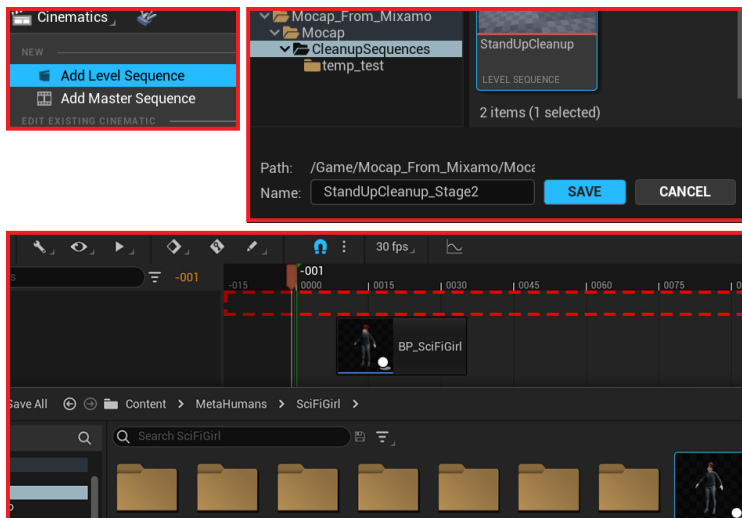 Cinematics
NEW
Add Level Sequence
Add Master Sequence
EDIT EXISTING CINEMATIC
Mocap_From_Mixamo
Mocap
CleanupSequences
temp_test
StandUpCleanup
LEVEL SEQUENCE
2 items (1 selected)
Path: /Game/Mocap_From_Mixamo/Moca
Name: StandUpCleanup_Stage2 SAVE CANCEL
30 fps
-001 -001
-015 0000 0015 0030 0045 0060 0075
BP_SciFiGirl
Save All Content MetaHumans SciFiGirl
Search SciFiGirl